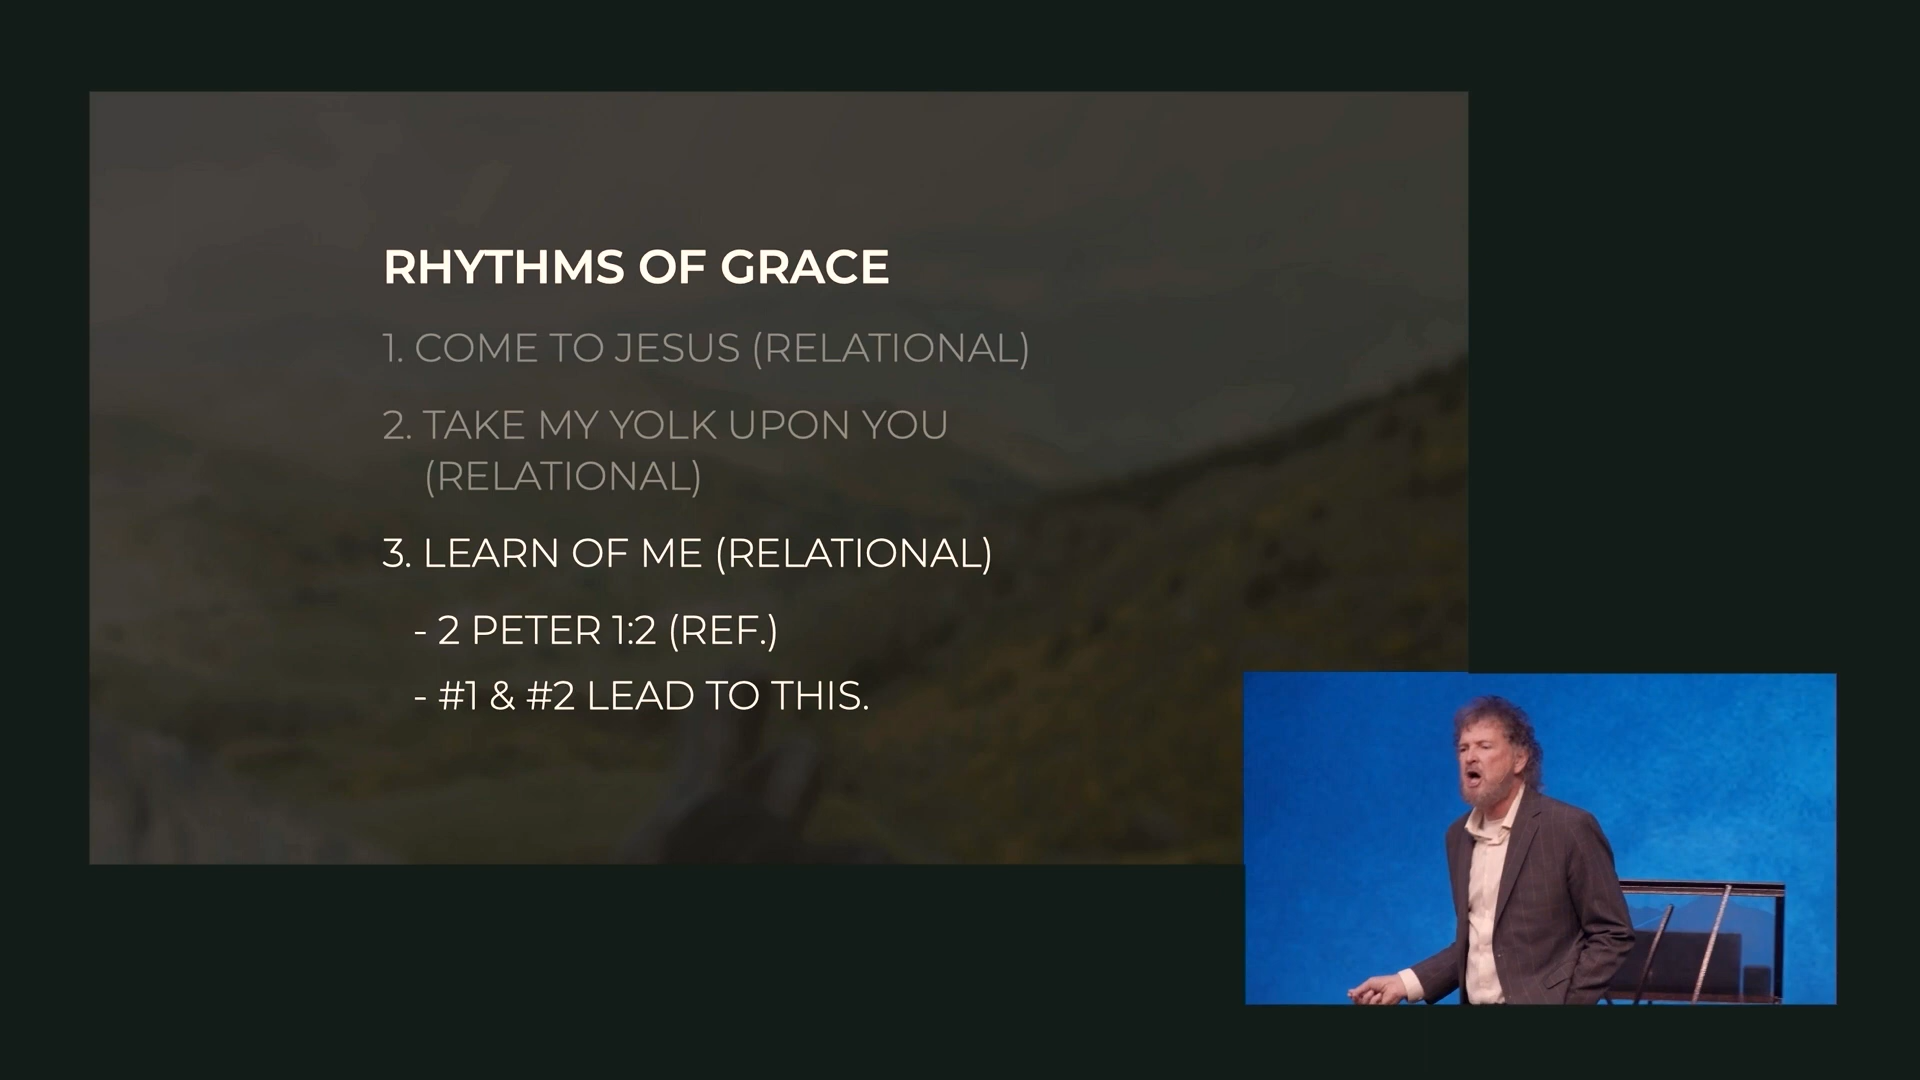 RHYTHMS OF GRACE
1. COME TO JESUS (RELATIONAL)
2. TAKE MY YOLK UPON YOU
(RELATIONAL)
3. LEARN OF ME (RELATIONAL)
- 2 PETER 1:2 (REF.)
- #1 & #2 LEAD TO THIS.